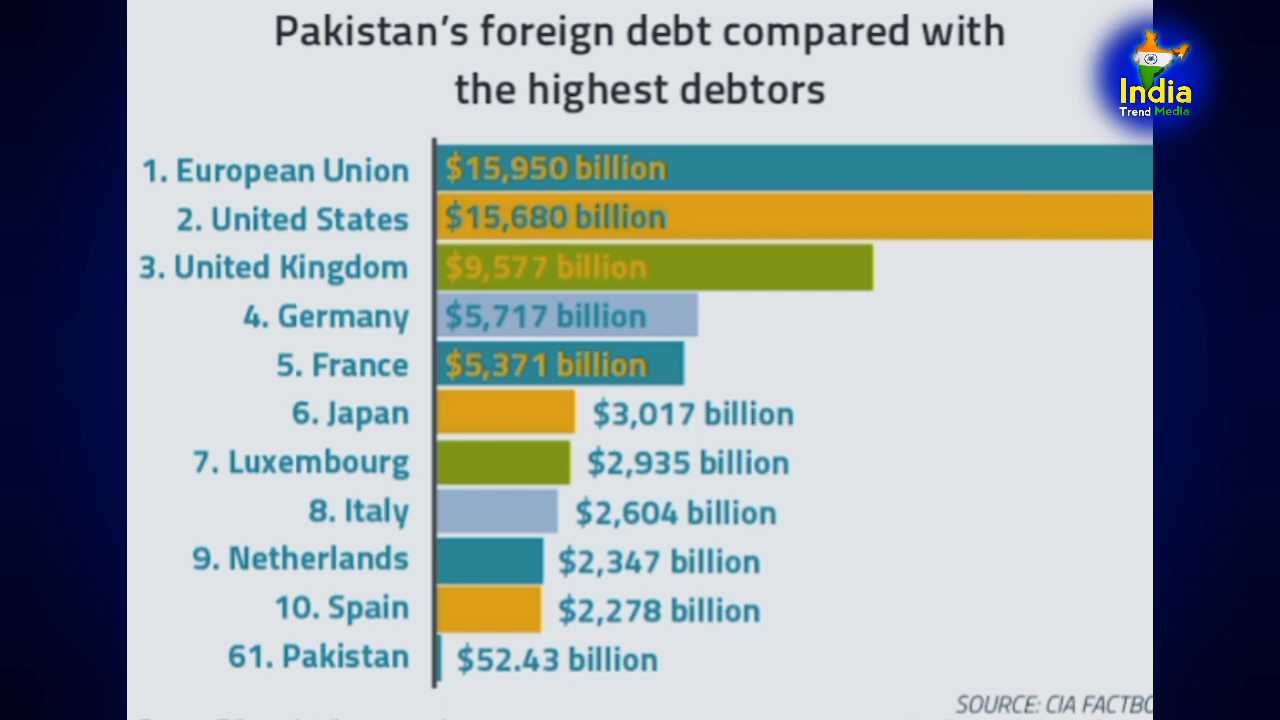 Pakistan's foreign debt compared with
the highest debtors
India
Trend Media
1. European Union $15,950 billion
2. United States $15,680 billion
3. United Kingdom $9,577 billion
4. Germany $5,717 billion
5. France $5,371 billion
6. Japan $3,017 billion
7. Luxembourg $2,935 billion
8. Italy $2,604 billion
9. Netherlands $2,347 billion
10. Spain $2,278 billion
61. Pakistan $52.43 billion
SOURCE: CIA FACTBO